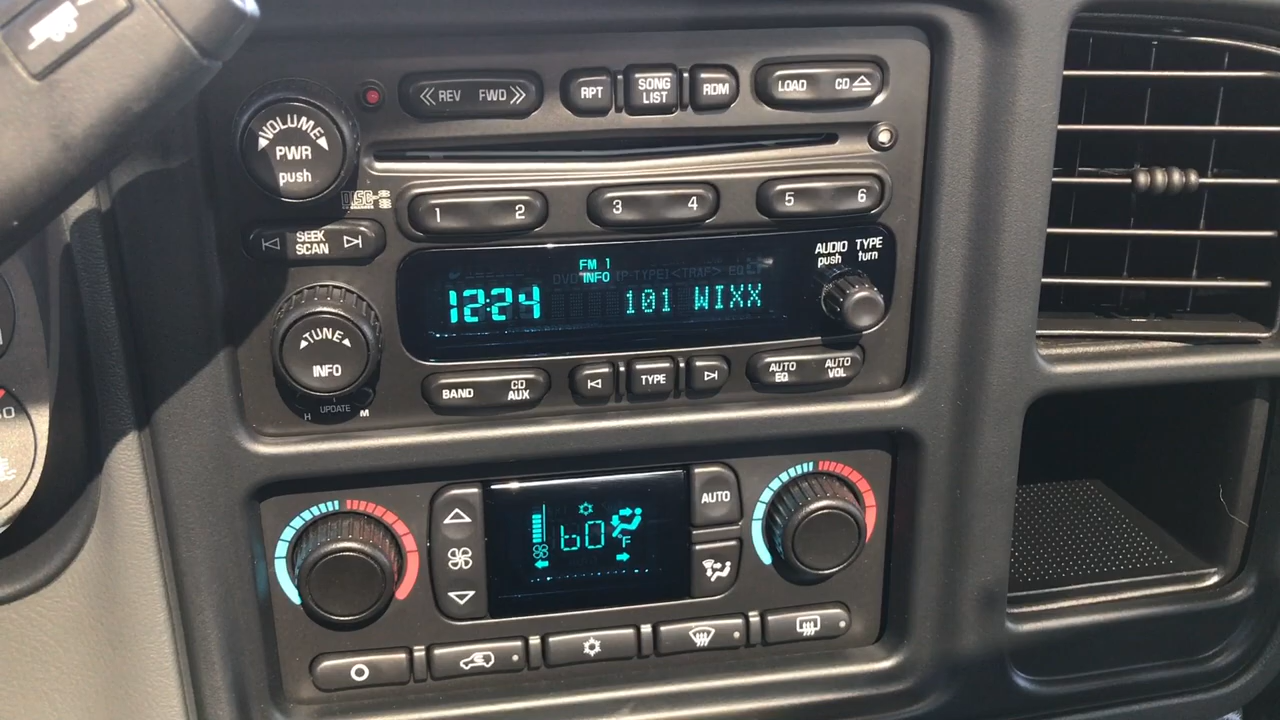 REV FWD
RPT
SONG LIST
RDM
LOAD CD
VOLUME
PWR
push
DISC
1 2
3 4
5 6
SEEK
SCAN
AUDIO push
TYPE turn
FM 1
INFO
12:24
101 WIXX
TUNE
INFO
H UPDATE M
BAND
CD AUX
TYPE
AUTO EQ
AUTO VOL
AUTO
60
F